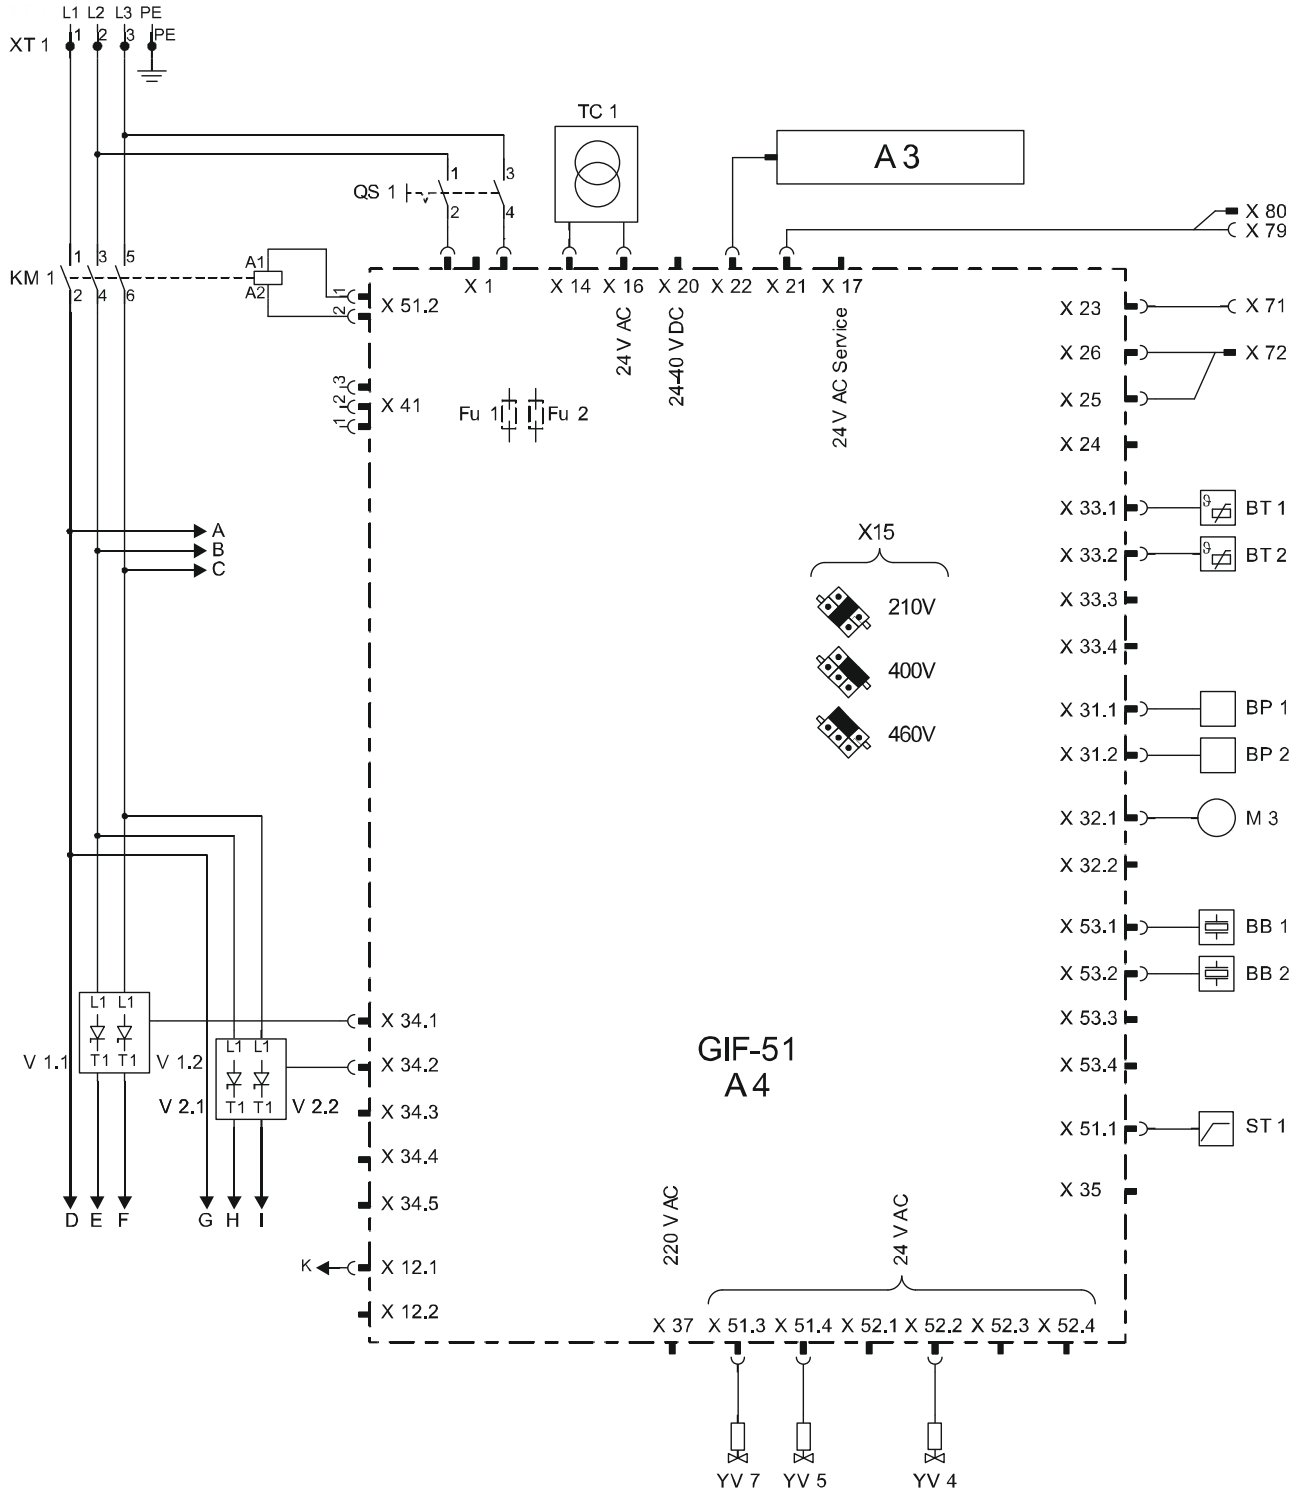 L1 L2 L3 PE
XT 1 1 2 3 PE
TC 1
A 3
QS 1 1 3
2 4
X 80
X 79
KM 1 1 3 5 A1
2 4 6 A2
1
2
X 51.2
X 1 X 14 X 16 X 20 X 22 X 21 X 17
24 V AC
24-40 V DC
24 V AC Service
X 23 X 71
X 26 X 72
X 25
X 24
3
2
1
X 41
Fu 1 Fu 2
X 33.1 ϑ BT 1
X 33.2 ϑ BT 2
X 33.3
X 33.4
A
B
C
X15
210V
400V
460V
X 31.1 BP 1
X 31.2 BP 2
X 32.1 M 3
X 32.2
X 53.1 BB 1
X 53.2 BB 2
X 53.3
X 53.4
X 51.1 ST 1
X 35
L1 L1
V 1.1 T1 T1 V 1.2
L1 L1
V 2.1 T1 T1 V 2.2
X 34.1
X 34.2
X 34.3
X 34.4
X 34.5
GIF-51
A 4
D E F G H I
K X 12.1
X 12.2
220 V AC
24 V AC
X 37 X 51.3 X 51.4 X 52.1 X 52.2 X 52.3 X 52.4
YV 7 YV 5 YV 4